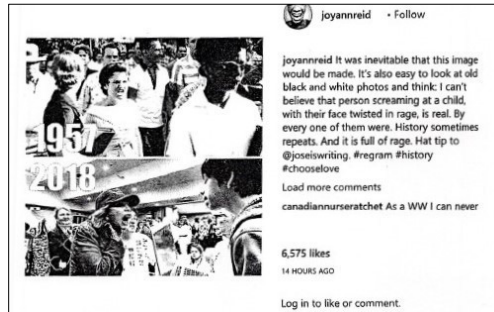 joyannreid • Follow
1957
2018
joyannreid It was inevitable that this image
would be made. It's also easy to look at old
black and white photos and think: I can't
believe that person screaming at a child,
with their face twisted in rage, is real. By
every one of them were. History sometimes
repeats. And it is full of rage. Hat tip to
@joseiswriting. #regram #history
#chooselove
Load more comments
canadiannurseratchet As a WW I can never
6,575 likes
14 HOURS AGO
Log in to like or comment.